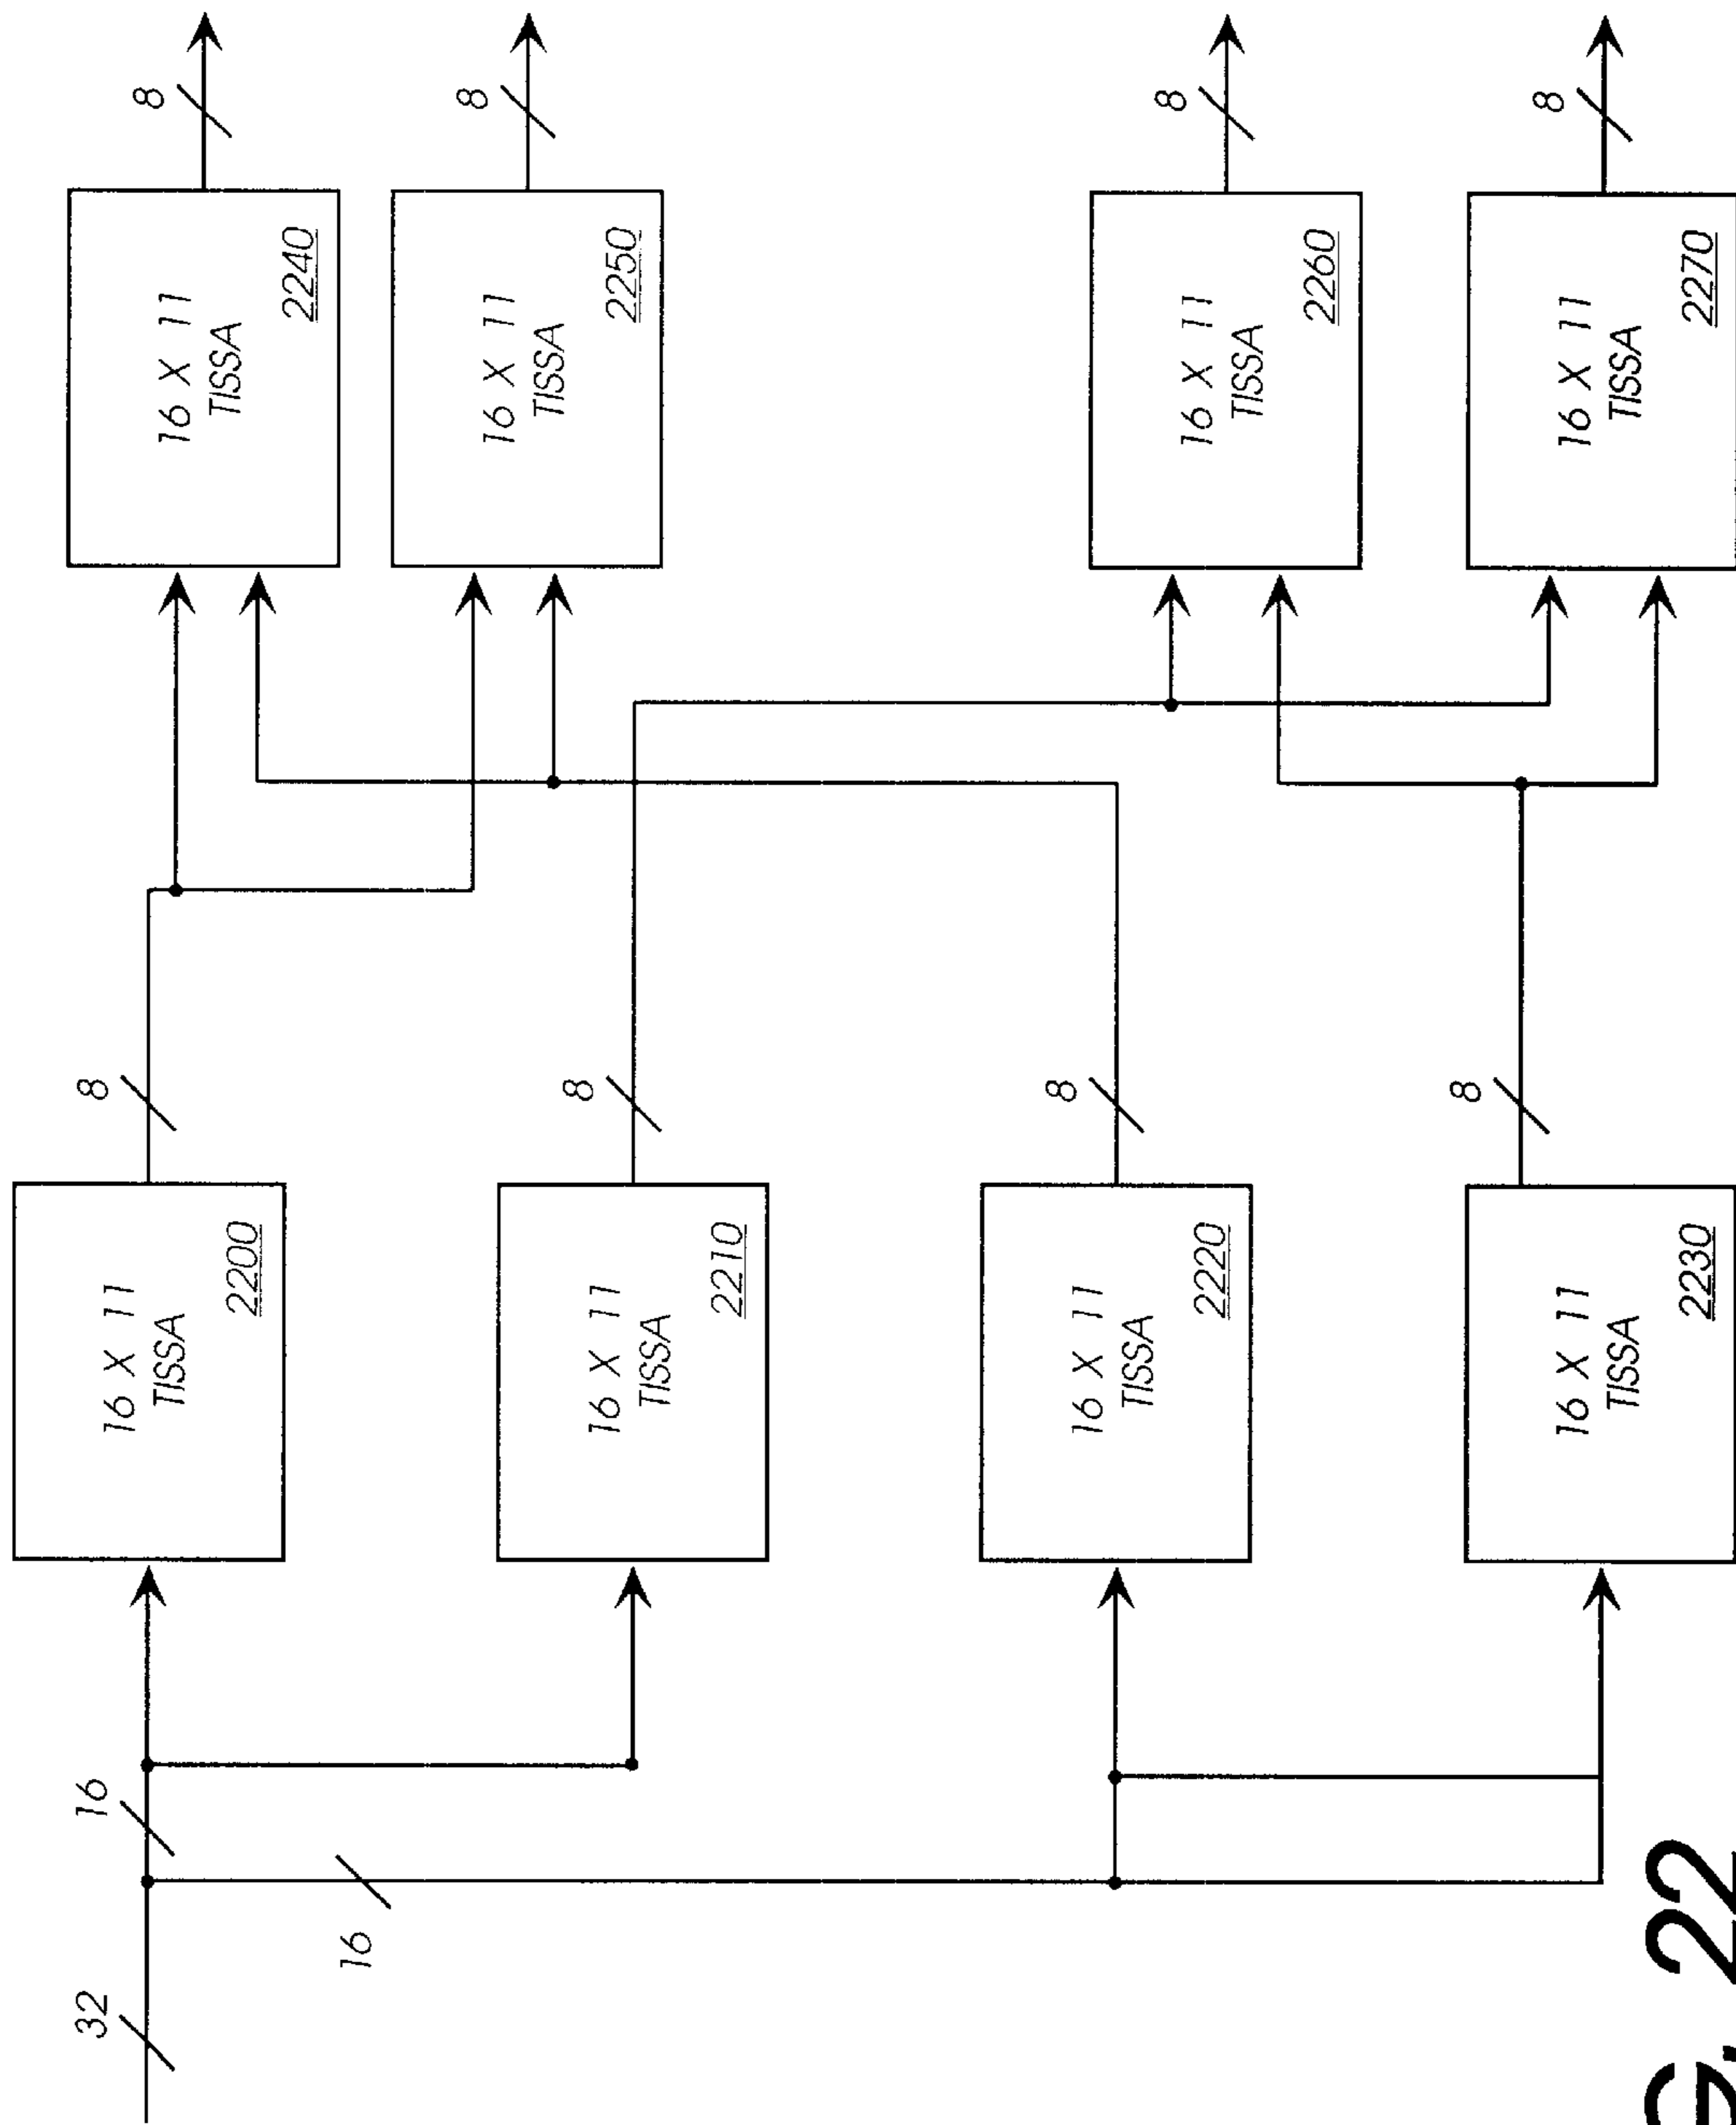 32
16
16
16 X 11
TISSA
2200
8
16 X 11
TISSA
2210
8
16 X 11
TISSA
2220
8
16 X 11
TISSA
2230
8
16 X 11
TISSA
2240
8
16 X 11
TISSA
2250
8
16 X 11
TISSA
2260
8
16 X 11
TISSA
2270
8
G. 22